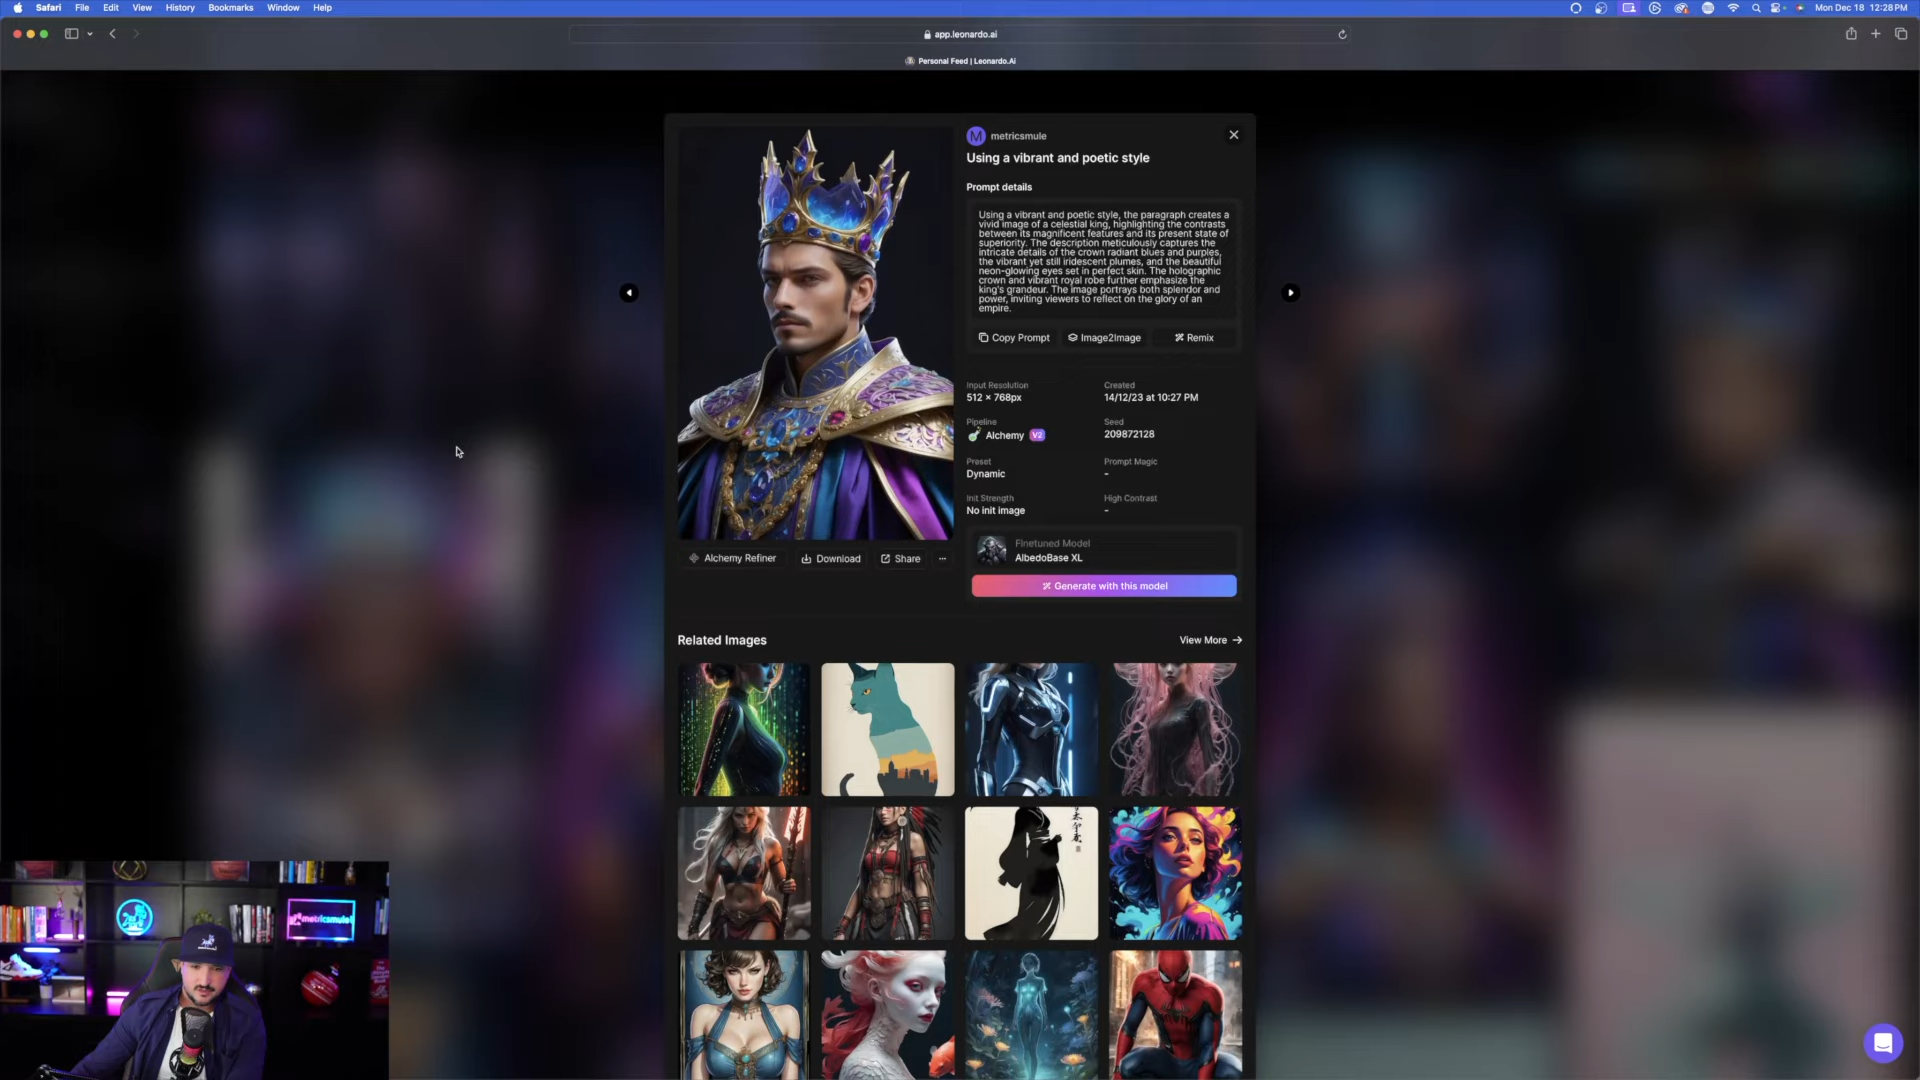 Safari File Edit View History Bookmarks Window Help
Mon Dec 18 12:28 PM
app.leonardo.ai
Personal Feed | Leonardo.Ai
M metricsmule
Using a vibrant and poetic style
Prompt details
Using a vibrant and poetic style, the paragraph creates a
vivid image of a celestial king, highlighting the contrasts
between its magnificent features and its present state of
superiority. The description meticulously captures the
intricate details of the crown radiant blues and purples,
the vibrant yet still iridescent plumes, and the beautiful
neon-glowing eyes set in perfect skin. The holographic
crown and vibrant royal robe further emphasize the
king's grandeur. The image portrays both splendor and
power, inviting viewers to reflect on the glory of an
empire.
Copy Prompt Image2Image Remix
Input Resolution
512 × 768px
Created
14/12/23 at 10:27 PM
Pipeline
Alchemy V2
Seed
209872128
Preset
Dynamic
Prompt Magic
-
Init Strength
No init image
High Contrast
-
Finetuned Model
AlbedoBase XL
Generate with this model
Alchemy Refiner Download Share
Related Images
View More
metricsmule